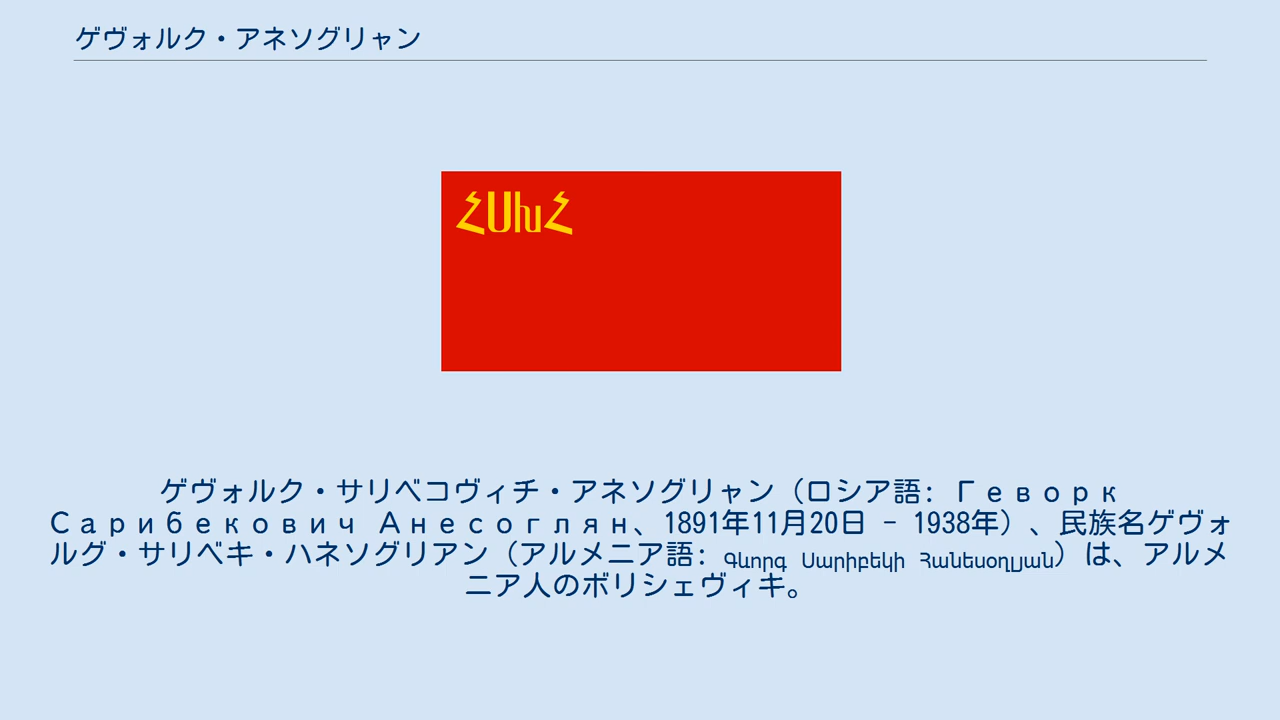 ゲヴォルク・アネソグリャン
ՀՍԽՀ
ゲヴォルク・サリベコヴィチ・アネソグリャン（ロシア語: Геворк
Сарибекович Анесоглян、1891年11月20日 - 1938年）、民族名ゲヴォ
ルグ・サリベキ・ハネソグリアン（アルメニア語: Գևորգ Սարիբեկի Հանեսօղլյան）は、アルメ
ニア人のボリシェヴィキ。